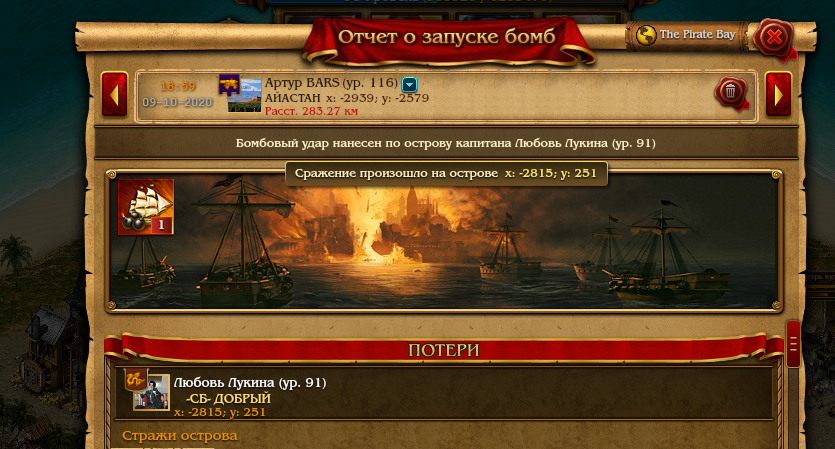 Отчет о запуске бомб
The Pirate Bay
18:59
09-10-2020
Артур BARS (ур. 116)
АЙАСТАН x: -2939; y: -2579
Расст. 283.27 км
Бомбовый удар нанесен по острову капитана Любовь Лукина (ур. 91)
Сражение произошло на острове x: -2815; y: 251
1
ПОТЕРИ
Любовь Лукина (ур. 91)
-СБ- ДОБРЫЙ
x: -2815; y: 251
Стражи острова